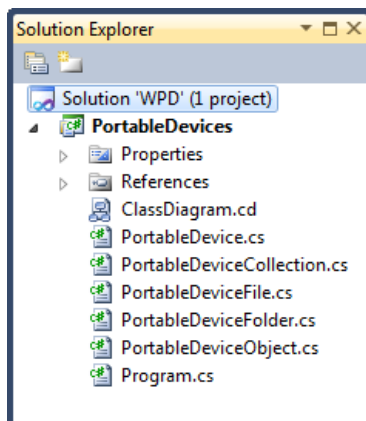 Solution Explorer
Solution 'WPD' (1 project)
PortableDevices
Properties
References
ClassDiagram.cd
PortableDevice.cs
PortableDeviceCollection.cs
PortableDeviceFile.cs
PortableDeviceFolder.cs
PortableDeviceObject.cs
Program.cs